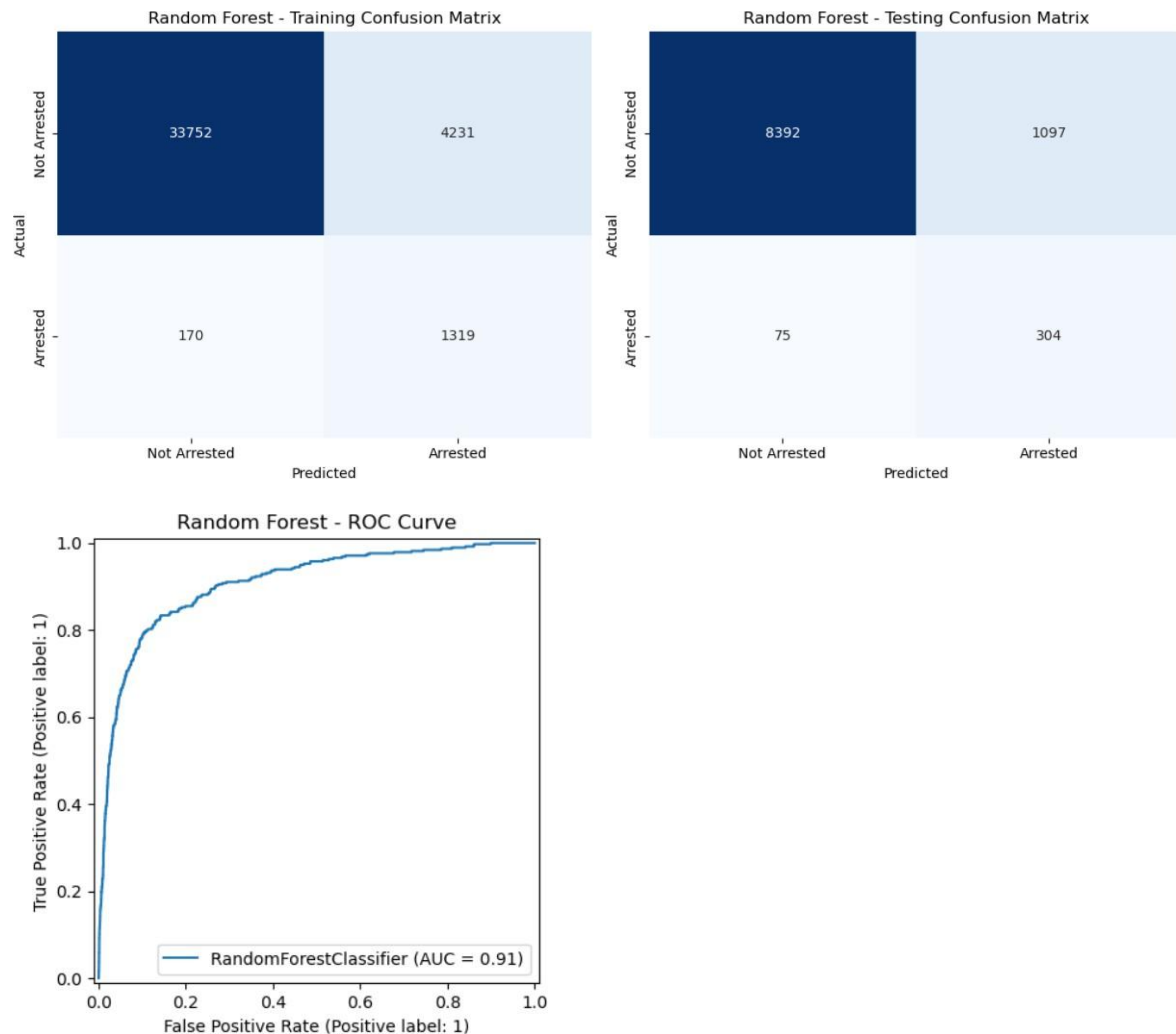 Random Forest - Training Confusion Matrix
Not Arrested
Arrested
Actual
33752
4231
170
1319
Not Arrested
Arrested
Predicted
Random Forest - Testing Confusion Matrix
Not Arrested
Arrested
Actual
8392
1097
75
304
Not Arrested
Arrested
Predicted
Random Forest - ROC Curve
True Positive Rate (Positive label: 1)
1.0
0.8
0.6
0.4
0.2
0.0
RandomForestClassifier (AUC = 0.91)
0.0
0.2
0.4
0.6
0.8
1.0
False Positive Rate (Positive label: 1)